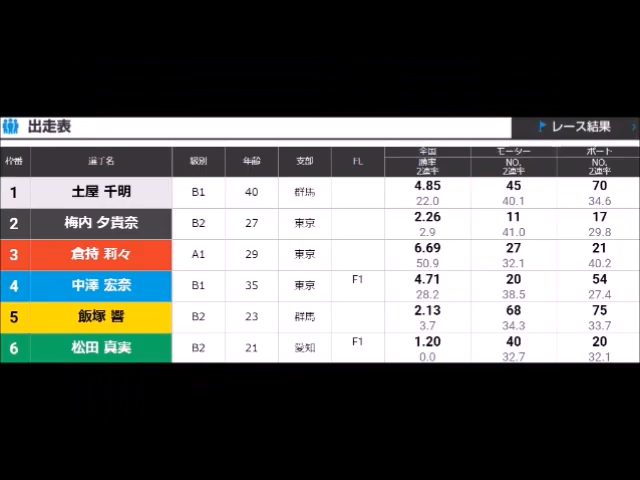 出走表
レース結果
枠番 選手名 級別 年齢 支部 FL 全国 モーター ボート
勝率 NO. NO.
2連率 2連率 2連率
1 土屋 千明 B1 40 群馬 4.85 45 70
22.0 40.1 34.6
2 梅内 夕貴奈 B2 27 東京 2.26 11 17
2.9 41.0 29.8
3 倉持 莉々 A1 29 東京 6.69 27 21
50.9 32.1 40.2
4 中澤 宏奈 B1 35 東京 F1 4.71 20 54
28.2 38.5 27.4
5 飯塚 響 B2 23 群馬 2.13 68 75
3.7 34.3 33.7
6 松田 真実 B2 21 愛知 F1 1.20 40 20
0.0 32.7 32.1